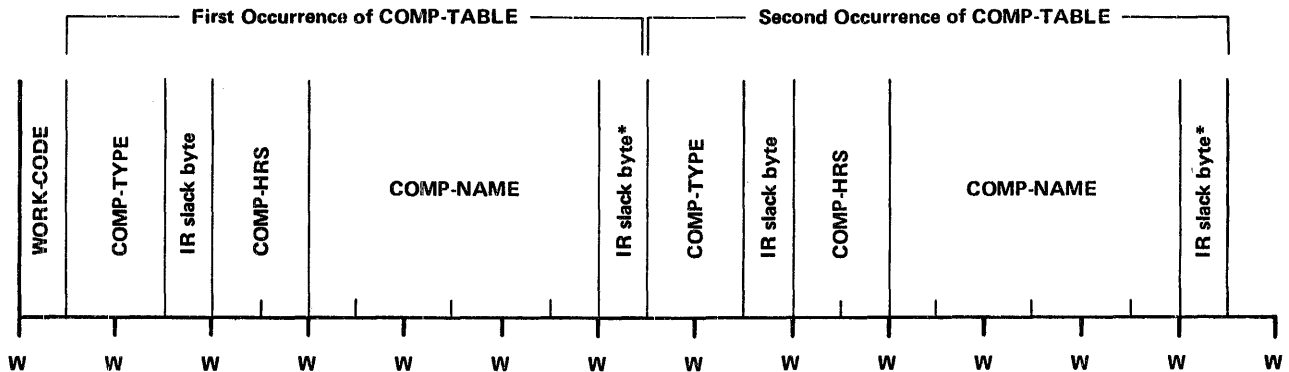 First Occurrence of COMP-TABLE
Second Occurrence of COMP-TABLE
WORK-CODE
COMP-TYPE
IR slack byte
COMP-HRS
COMP-NAME
IR slack byte*
COMP-TYPE
IR slack byte
COMP-HRS
COMP-NAME
IR slack byte*
W W W W W W W W W W W W W W